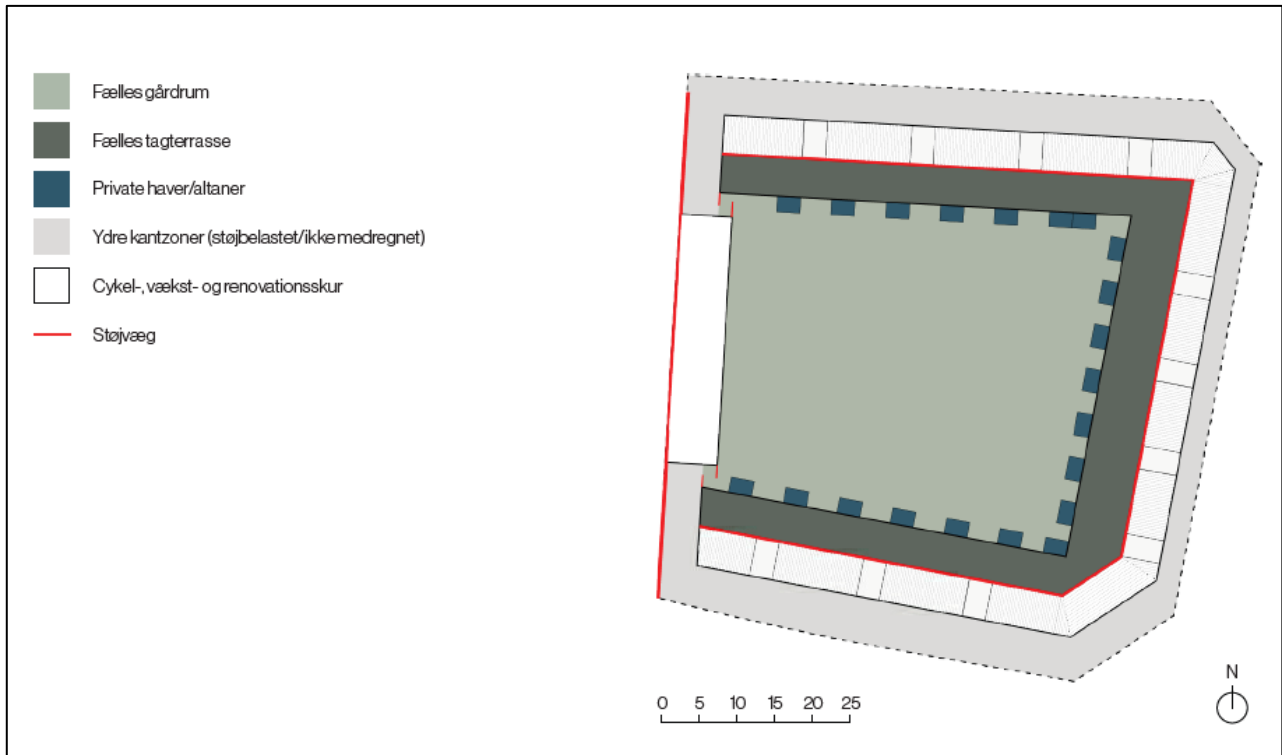 Fælles gårdrum
Fælles tagterrasse
Private haver/altaner
Ydre kantzoner (støjbelastet/ikke medregnet)
Cykel-, vækst- og renovationsskur
Støjvæg
0 5 10 15 20 25
N